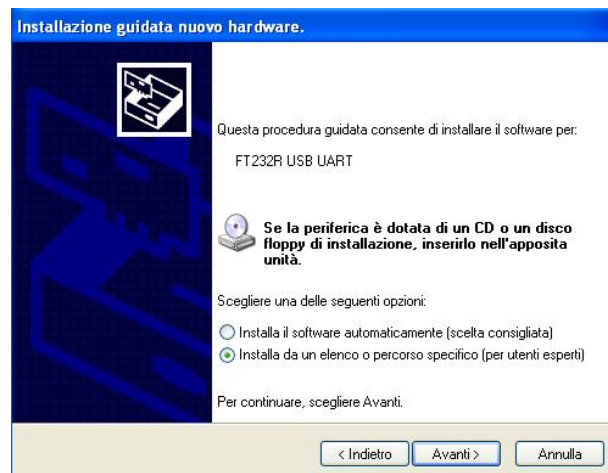 Installazione guidata nuovo hardware.
Questa procedura guidata consente di installare il software per:
FT232R USB UART
Se la periferica è dotata di un CD o un disco
floppy di installazione, inserirlo nell'apposita
unità.
Scegliere una delle seguenti opzioni:
Installa il software automaticamente (scelta consigliata)
Installa da un elenco o percorso specifico (per utenti esperti)
Per continuare, scegliere Avanti.
< Indietro Avanti > Annulla